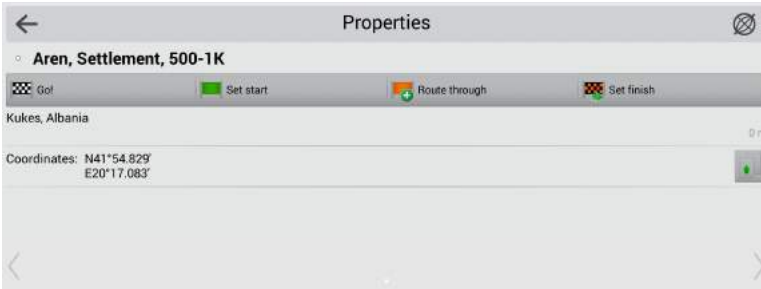 Properties
Aren, Settlement, 500-1K
Go!
Set start
Route through
Set finish
Kukes, Albania
Coordinates: N41°54.829'
E20°17.083'